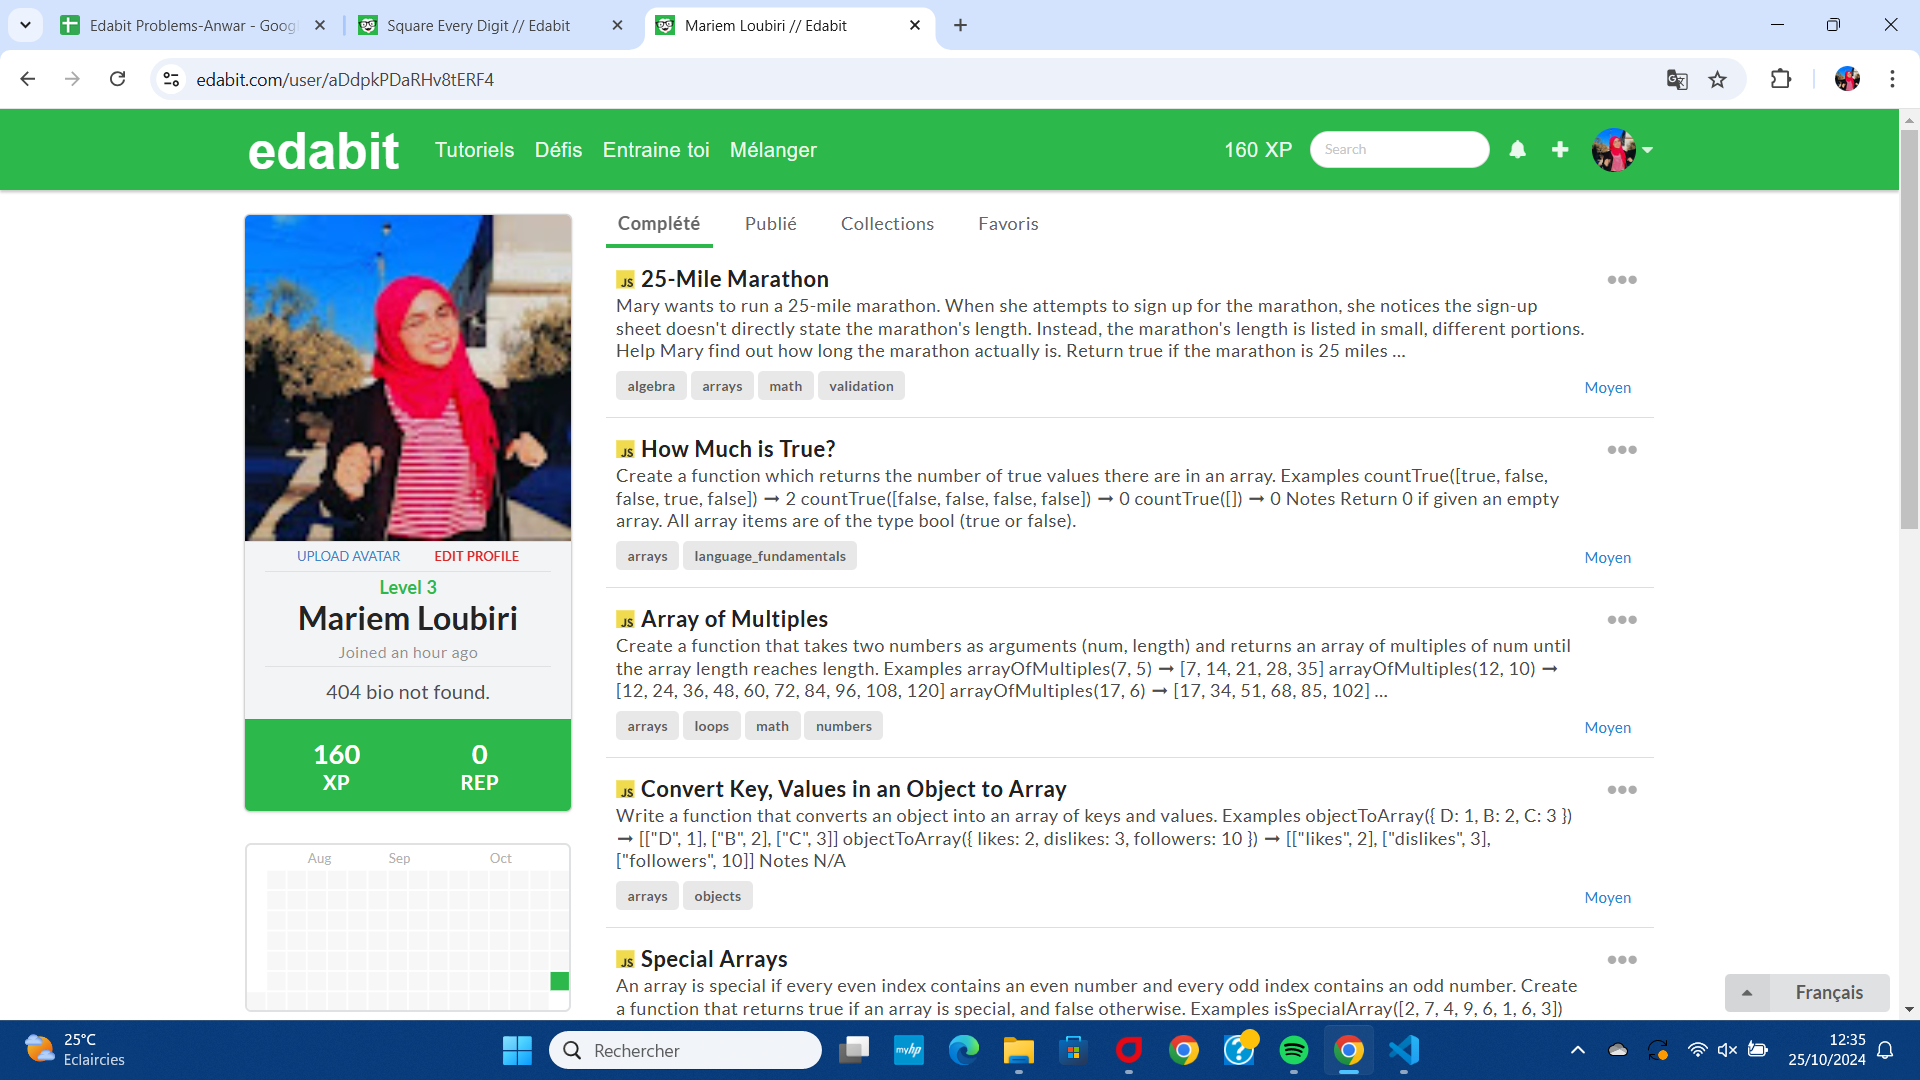 Edabit Problems-Anwar - Goog
Square Every Digit // Edabit
Mariem Loubiri // Edabit
edabit.com/user/aDdpkPDaRHv8tERF4
edabit
Tutoriels
Défis
Entraine toi
Mélanger
160 XP
Search
UPLOAD AVATAR
EDIT PROFILE
Level 3
Mariem Loubiri
Joined an hour ago
404 bio not found.
160
XP
0
REP
Aug
Sep
Oct
Complété
Publié
Collections
Favoris
JS 25-Mile Marathon
Mary wants to run a 25-mile marathon. When she attempts to sign up for the marathon, she notices the sign-up
sheet doesn't directly state the marathon's length. Instead, the marathon's length is listed in small, different portions.
Help Mary find out how long the marathon actually is. Return true if the marathon is 25 miles ...
algebra
arrays
math
validation
Moyen
JS How Much is True?
Create a function which returns the number of true values there are in an array. Examples countTrue([true, false,
false, true, false]) ➞ 2 countTrue([false, false, false, false]) ➞ 0 countTrue([]) ➞ 0 Notes Return 0 if given an empty
array. All array items are of the type bool (true or false).
arrays
language_fundamentals
Moyen
JS Array of Multiples
Create a function that takes two numbers as arguments (num, length) and returns an array of multiples of num until
the array length reaches length. Examples arrayOfMultiples(7, 5) ➞ [7, 14, 21, 28, 35] arrayOfMultiples(12, 10) ➞
[12, 24, 36, 48, 60, 72, 84, 96, 108, 120] arrayOfMultiples(17, 6) ➞ [17, 34, 51, 68, 85, 102] ...
arrays
loops
math
numbers
Moyen
JS Convert Key, Values in an Object to Array
Write a function that converts an object into an array of keys and values. Examples objectToArray({ D: 1, B: 2, C: 3 })
➞ [["D", 1], ["B", 2], ["C", 3]] objectToArray({ likes: 2, dislikes: 3, followers: 10 }) ➞ [["likes", 2], ["dislikes", 3],
["followers", 10]] Notes N/A
arrays
objects
Moyen
JS Special Arrays
An array is special if every even index contains an even number and every odd index contains an odd number. Create
a function that returns true if an array is special, and false otherwise. Examples isSpecialArray([2, 7, 4, 9, 6, 1, 6, 3])
Français
25°C
Eclaircies
Rechercher
myhp
12:35
25/10/2024